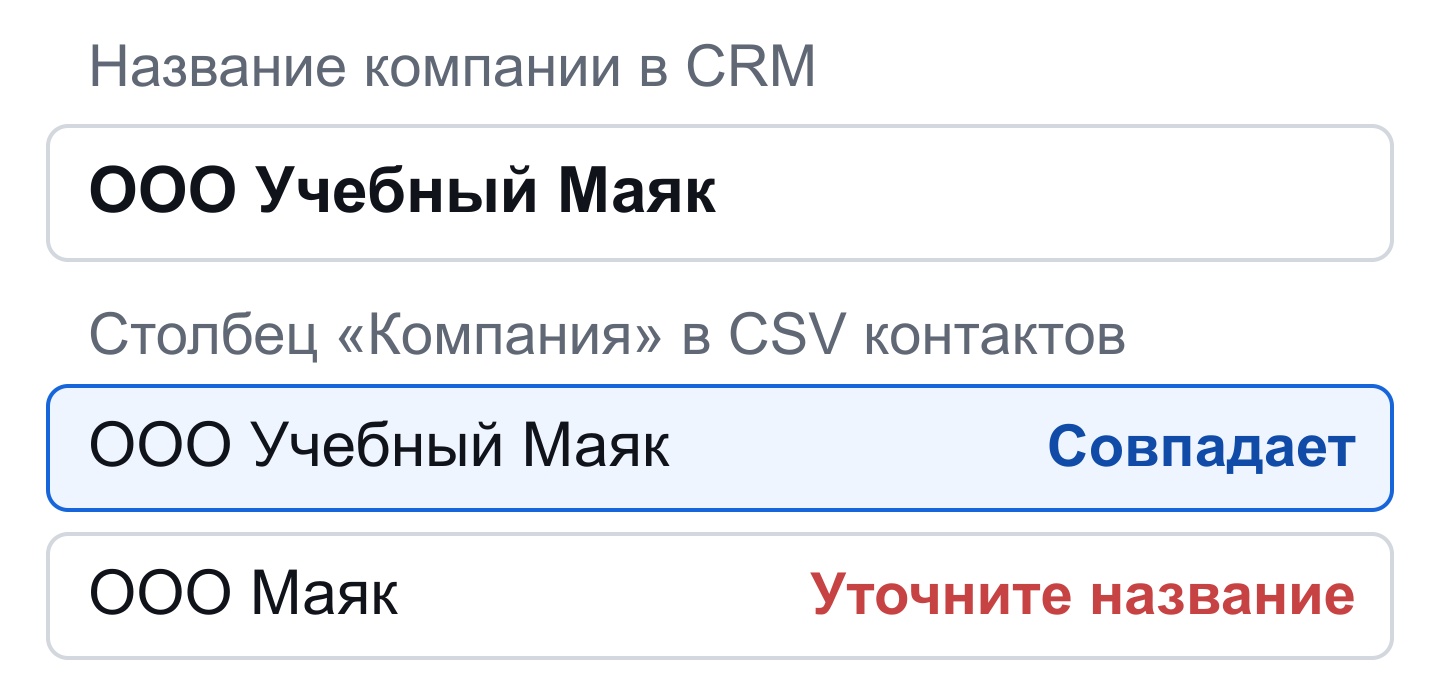 Название компании в CRM
ООО Учебный Маяк
Столбец «Компания» в CSV контактов
ООО Учебный Маяк Совпадает
ООО Маяк Уточните название